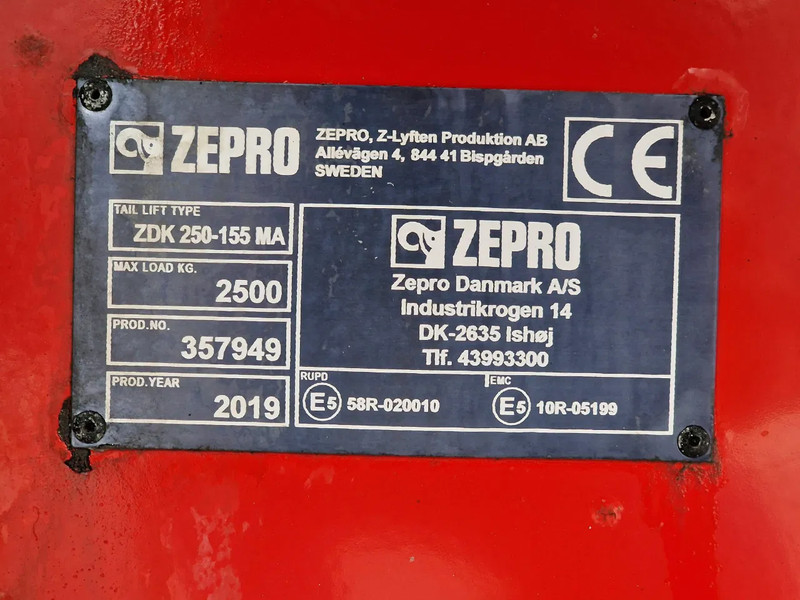 ZEPRO
ZEPRO, Z-Lyften Produktion AB
Allévägen 4, 844 41 Bispgården
SWEDEN
CE
TAIL LIFT TYPE
ZDK 250-155 MA
MAX LOAD KG.
2500
PROD.NO.
357949
PROD.YEAR
2019
ZEPRO
Zepro Danmark A/S
Industrikrogen 14
DK-2635 Ishøj
Tlf. 43993300
RUPD
E5 58R-020010
EMC
E5 10R-05199